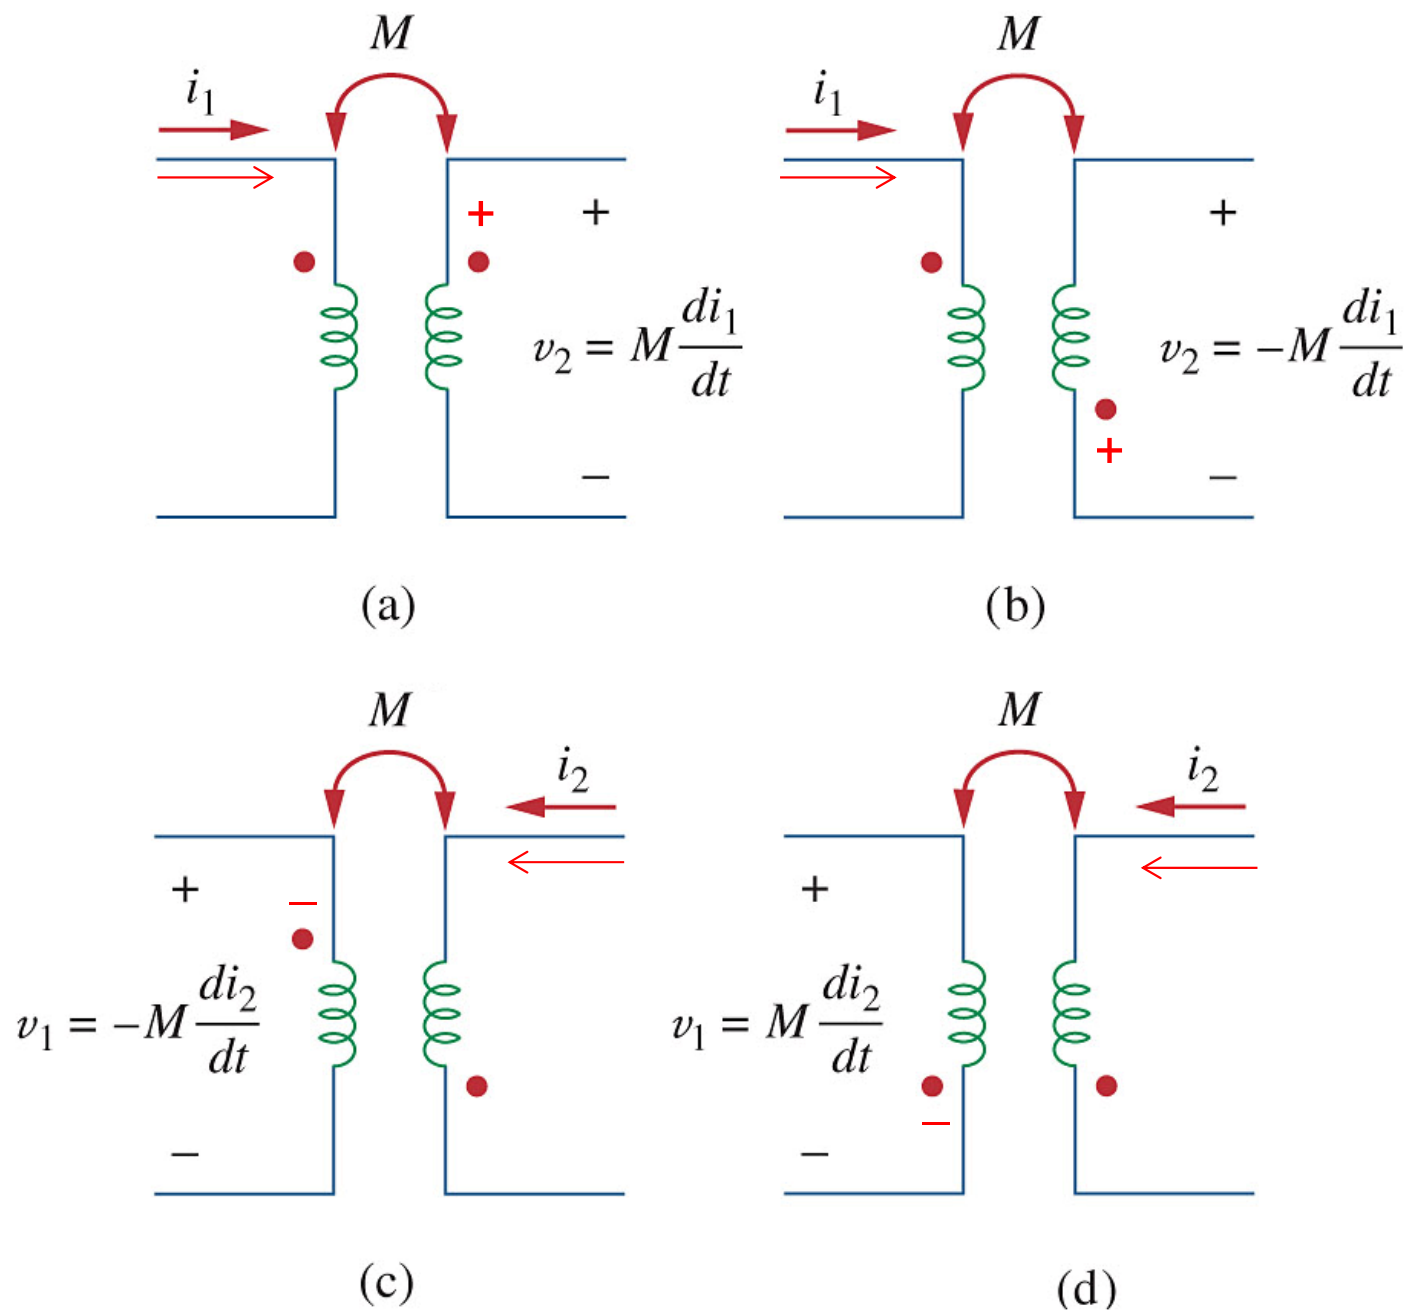 M
i₁
+ +
v₂ = M di₁/dt
−
(a)
M
i₁
+
v₂ = −M di₁/dt
+
−
(b)
M
i₂
+
−
v₁ = −M di₂/dt
−
(c)
M
i₂
+
v₁ = M di₂/dt
−
−
(d)